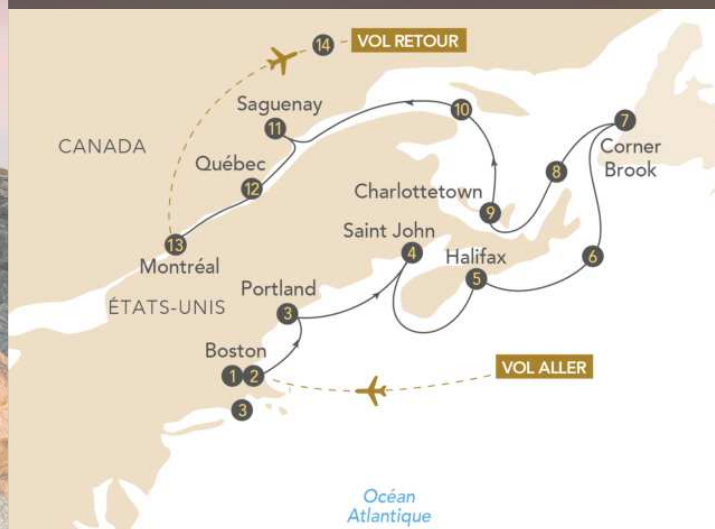 14
VOL RETOUR
Saguenay
11
10
7
CANADA
Corner
Brook
Québec
12
8
Charlottetown
9
13
Montréal
Saint John
4
Halifax
5
6
ÉTATS-UNIS
Portland
3
Boston
1 2
VOL ALLER
3
Océan
Atlantique